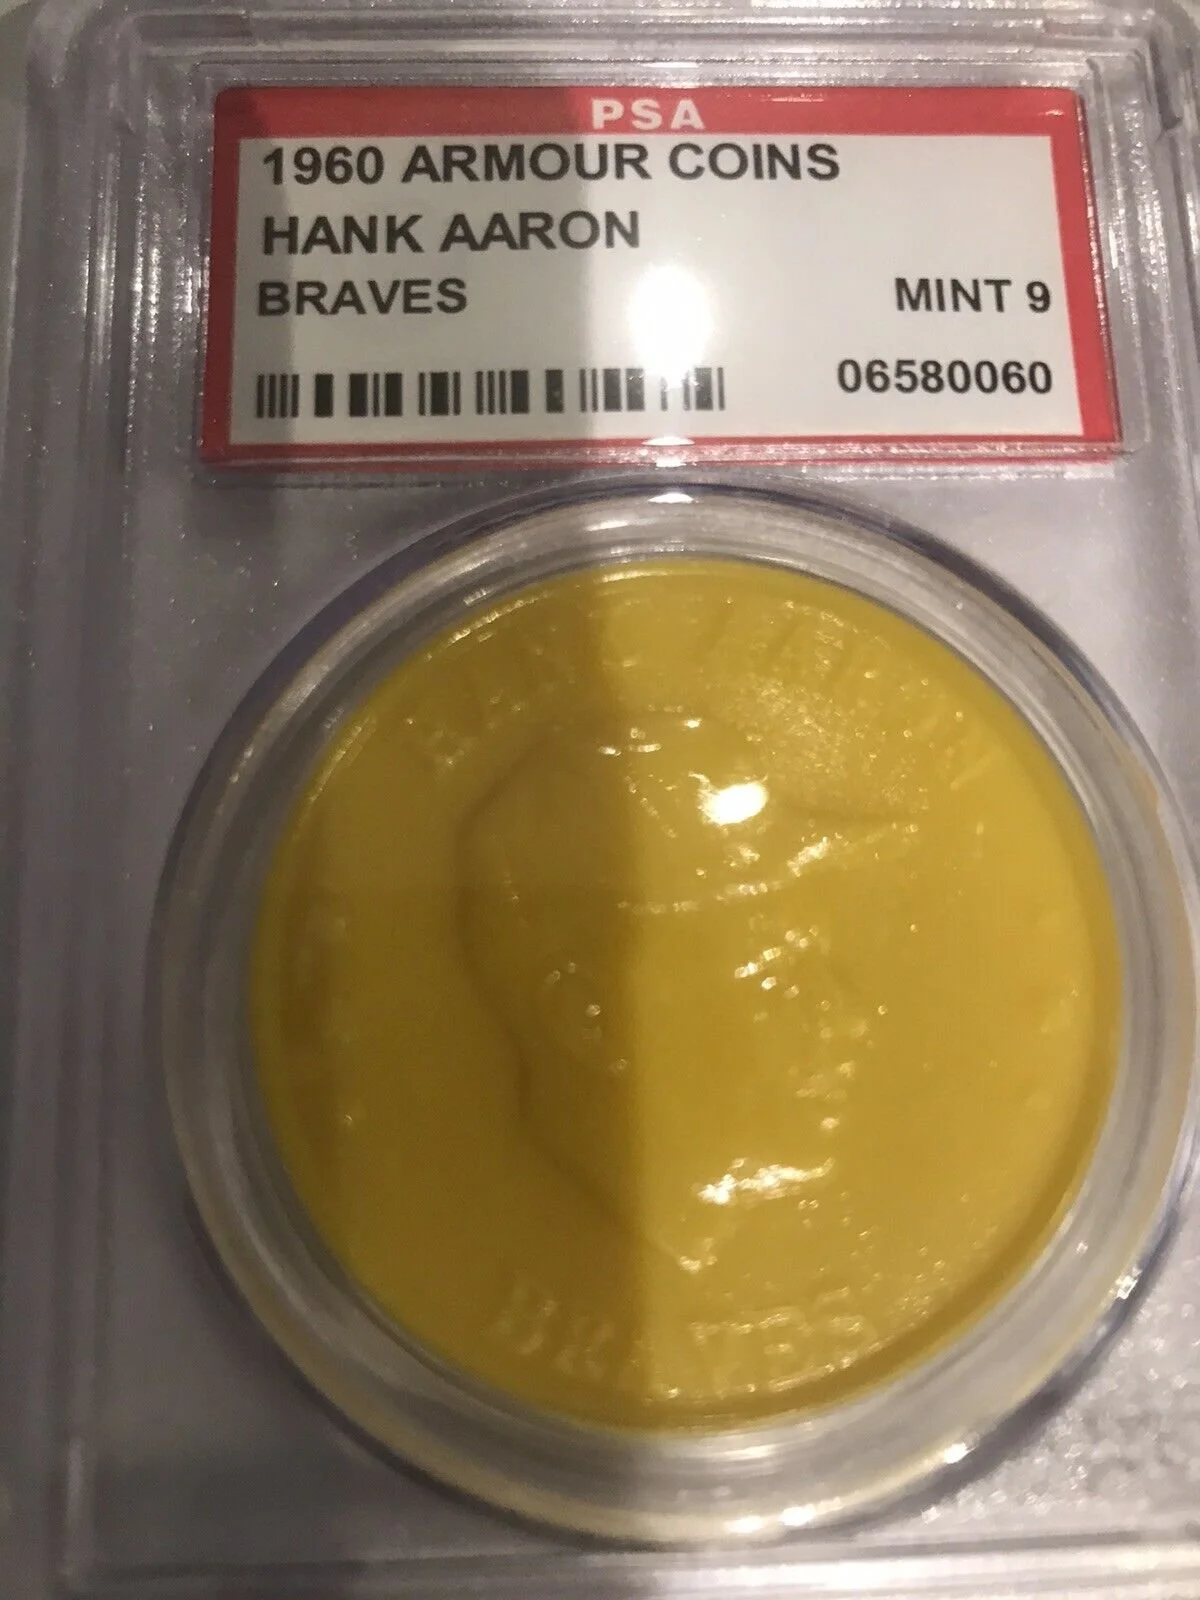 PSA
1960 ARMOUR COINS
HANK AARON
BRAVES MINT 9
06580060
BRAVES